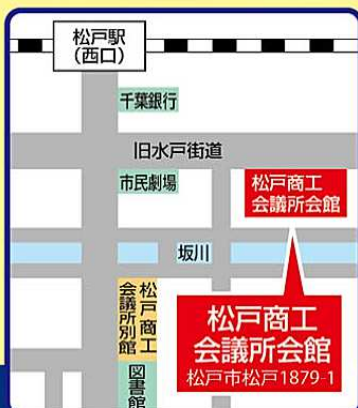 松戸駅
(西口)
千葉銀行
旧水戸街道
市民劇場
松戸商工
会議所会館
坂川
松戸商工
会議所別館
松戸商工
会議所会館
松戸市松戸1879-1
図書館